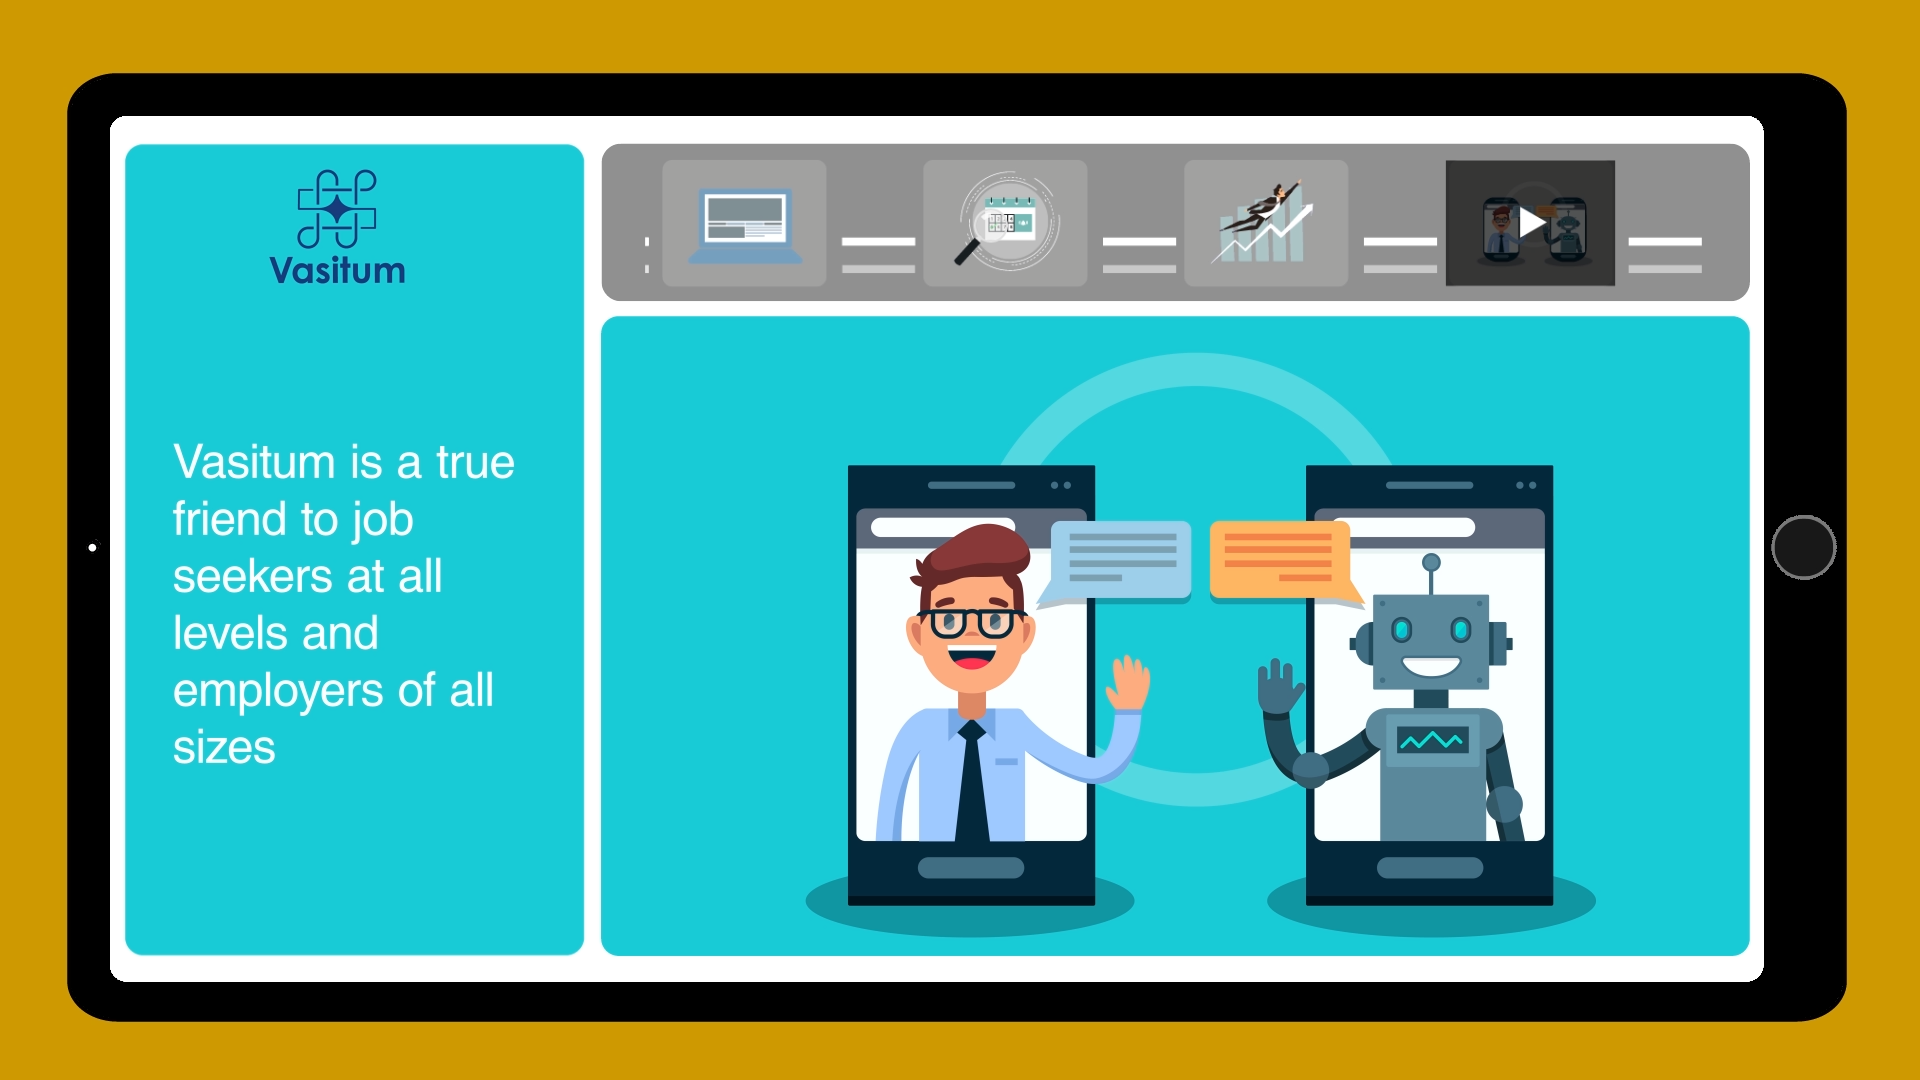 Vasitum
Vasitum is a true
friend to job
seekers at all
levels and
employers of all
sizes